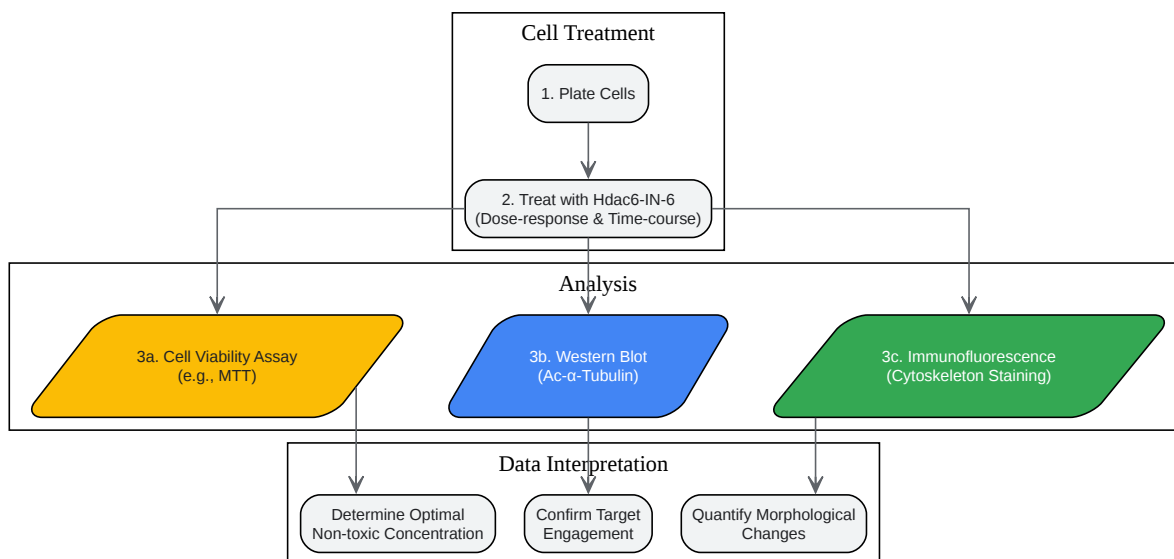 Cell Treatment
1. Plate Cells
2. Treat with Hdac6-IN-6
(Dose-response & Time-course)
Analysis
3a. Cell Viability Assay
(e.g., MTT)
3b. Western Blot
(Ac-α-Tubulin)
3c. Immunofluorescence
(Cytoskeleton Staining)
Data Interpretation
Determine Optimal
Non-toxic Concentration
Confirm Target
Engagement
Quantify Morphological
Changes